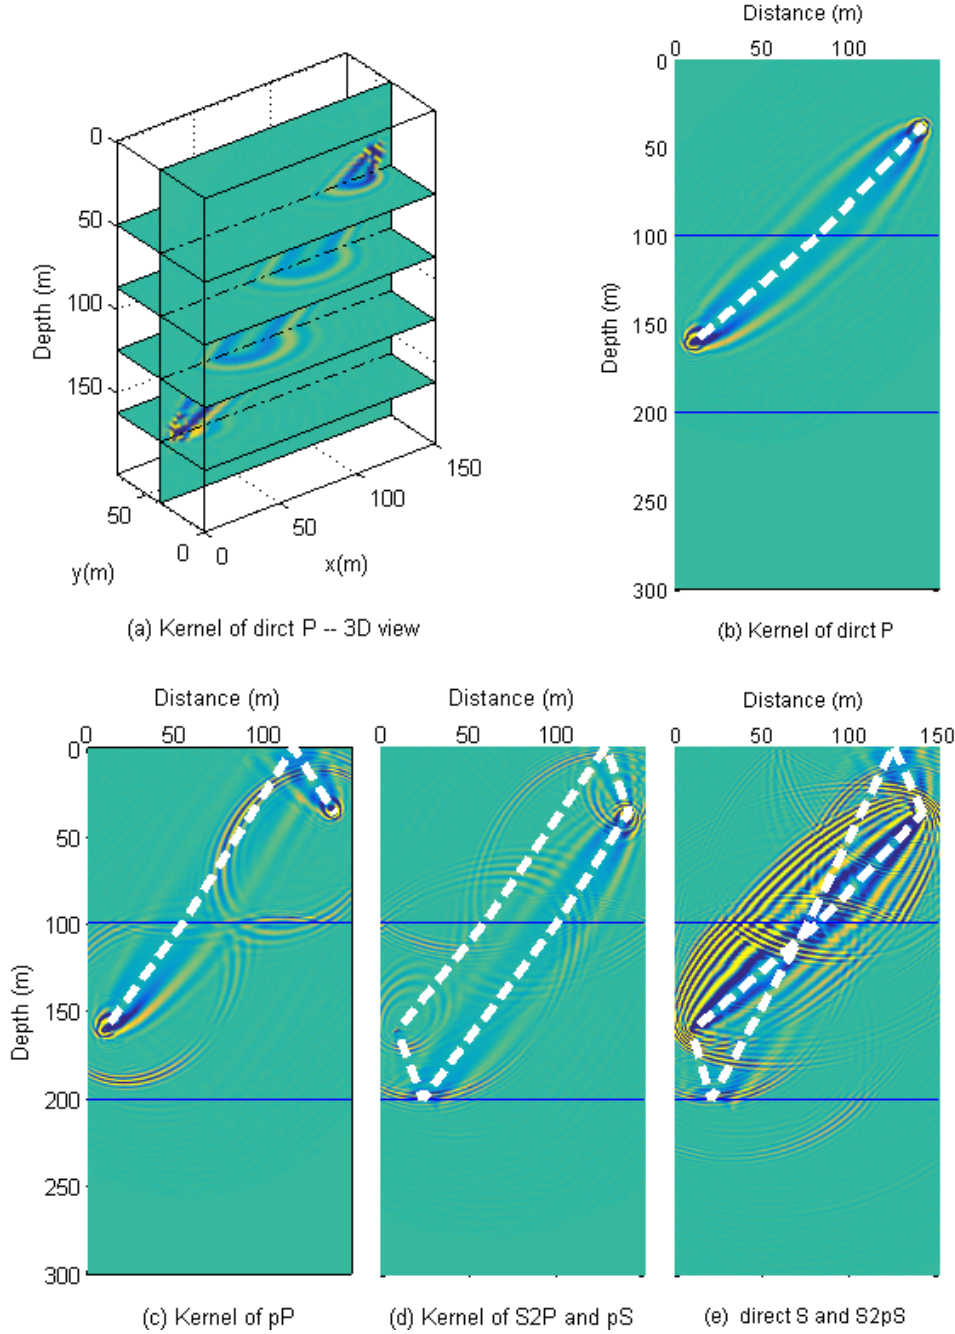 0
50
100
150
Depth (m)
50
0
y(m)
0
50
100
150
x(m)
(a) Kernel of dirct P -- 3D view
Distance (m)
0 50 100
0
50
100
150
200
250
300
Depth (m)
(b) Kernel of dirct P
Distance (m)
0 50 100
0
50
100
150
200
250
300
Depth (m)
(c) Kernel of pP
Distance (m)
0 50 100
(d) Kernel of S2P and pS
Distance (m)
0 50 100 150
(e) direct S and S2pS